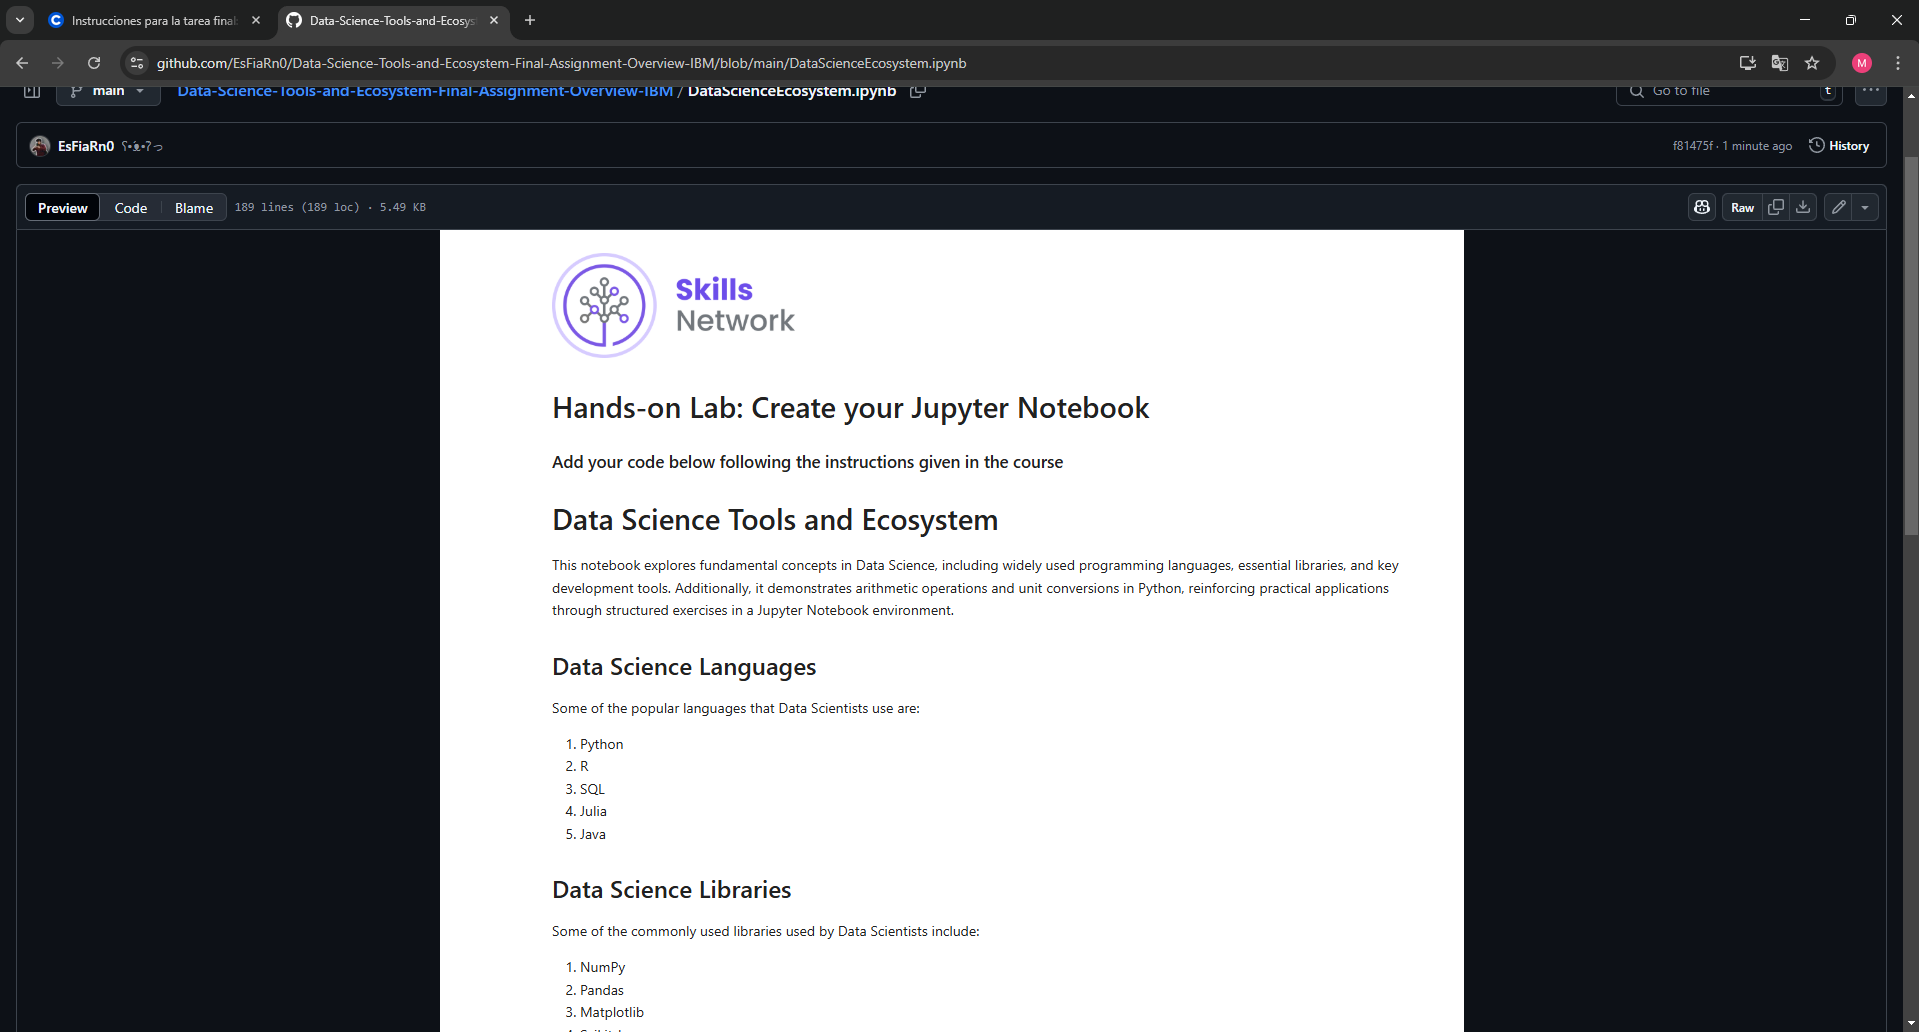 Instrucciones para la tarea final
Data-Science-Tools-and-Ecosys
github.com/EsFiaRn0/Data-Science-Tools-and-Ecosystem-Final-Assignment-Overview-IBM/blob/main/DataScienceEcosystem.ipynb
M
main
Data-Science-Tools-and-Ecosystem-Final-Assignment-Overview-IBM / DataScienceEcosystem.ipynb
Go to file
t
EsFiaRn0
f81475f · 1 minute ago
History
Preview
Code
Blame
189 lines (189 loc) · 5.49 KB
Raw
Skills
Network
Hands-on Lab: Create your Jupyter Notebook
Add your code below following the instructions given in the course
Data Science Tools and Ecosystem
This notebook explores fundamental concepts in Data Science, including widely used programming languages, essential libraries, and key
development tools. Additionally, it demonstrates arithmetic operations and unit conversions in Python, reinforcing practical applications
through structured exercises in a Jupyter Notebook environment.
Data Science Languages
Some of the popular languages that Data Scientists use are:
1. Python
2. R
3. SQL
4. Julia
5. Java
Data Science Libraries
Some of the commonly used libraries used by Data Scientists include:
1. NumPy
2. Pandas
3. Matplotlib